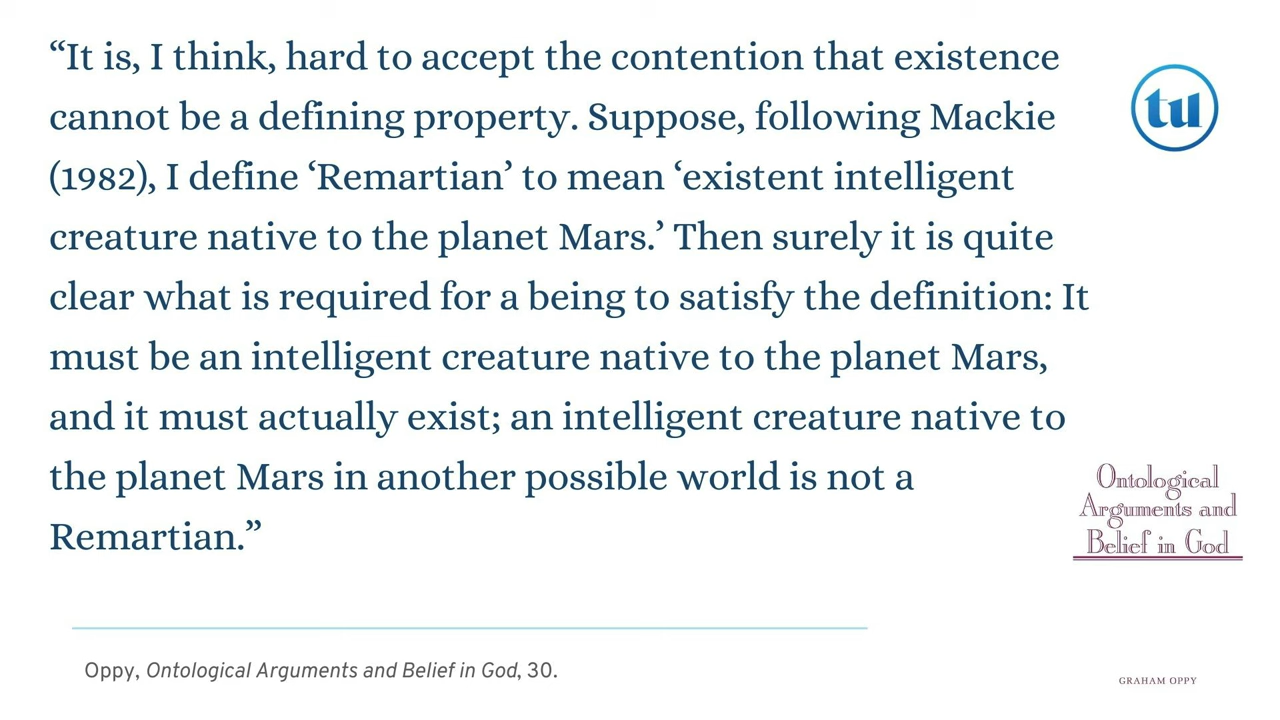 “It is, I think, hard to accept the contention that existence
cannot be a defining property. Suppose, following Mackie
(1982), I define ‘Remartian’ to mean ‘existent intelligent
creature native to the planet Mars.’ Then surely it is quite
clear what is required for a being to satisfy the definition: It
must be an intelligent creature native to the planet Mars,
and it must actually exist; an intelligent creature native to
the planet Mars in another possible world is not a
Remartian.”
tu
Ontological
Arguments and
Belief in God
Oppy, Ontological Arguments and Belief in God, 30.
GRAHAM OPPY